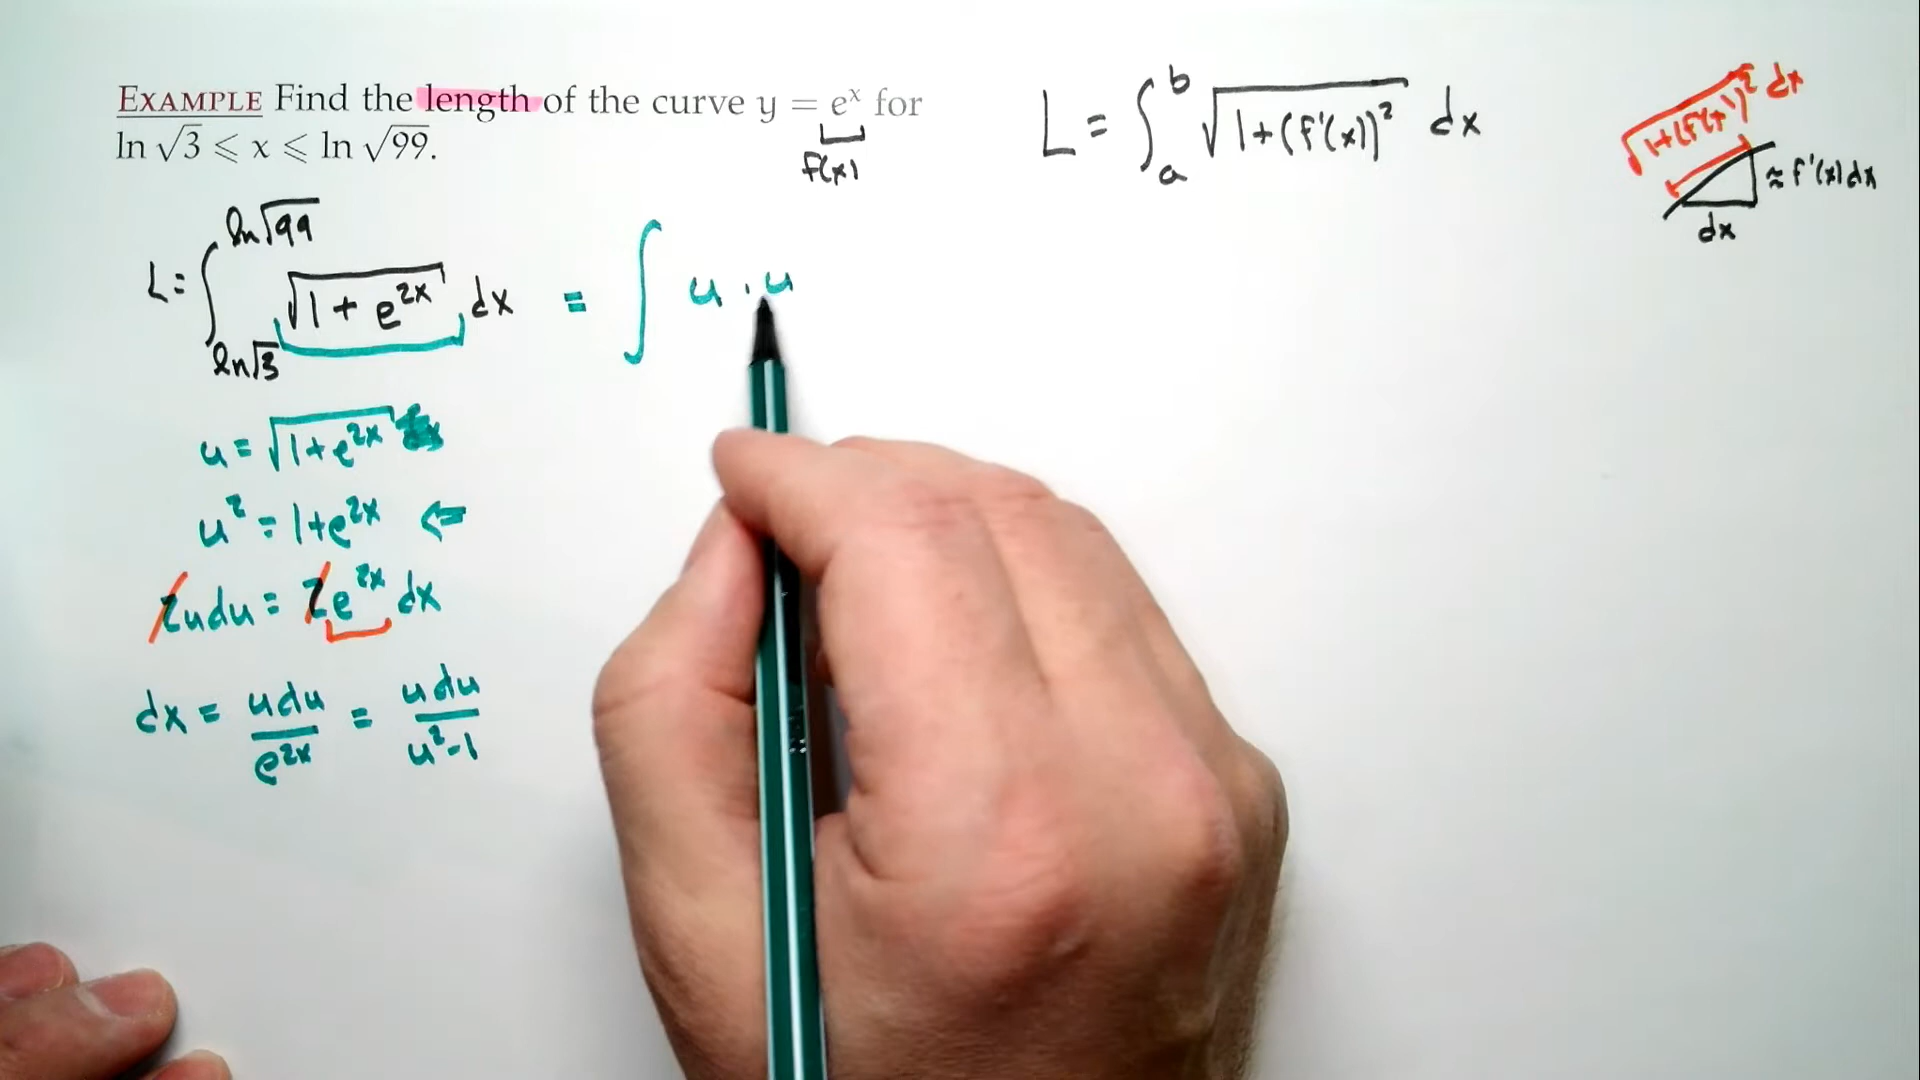 EXAMPLE Find the length of the curve y = eˣ for
ln √3 ⩽ x ⩽ ln √99.
f(x)
L = ∫ₐᵇ √(1+(f'(x))²) dx
√(1+(f'(x))²) dx
≈ f'(x)dx
dx
L = ∫_{ln√3}^{ln√99} √(1 + e^{2x}) dx = ∫ u · u
u = √(1+e^{2x})
u² = 1+e^{2x} ⇐
2udu = 2e^{2x} dx
dx = udu/e^{2x} = udu/(u²-1)